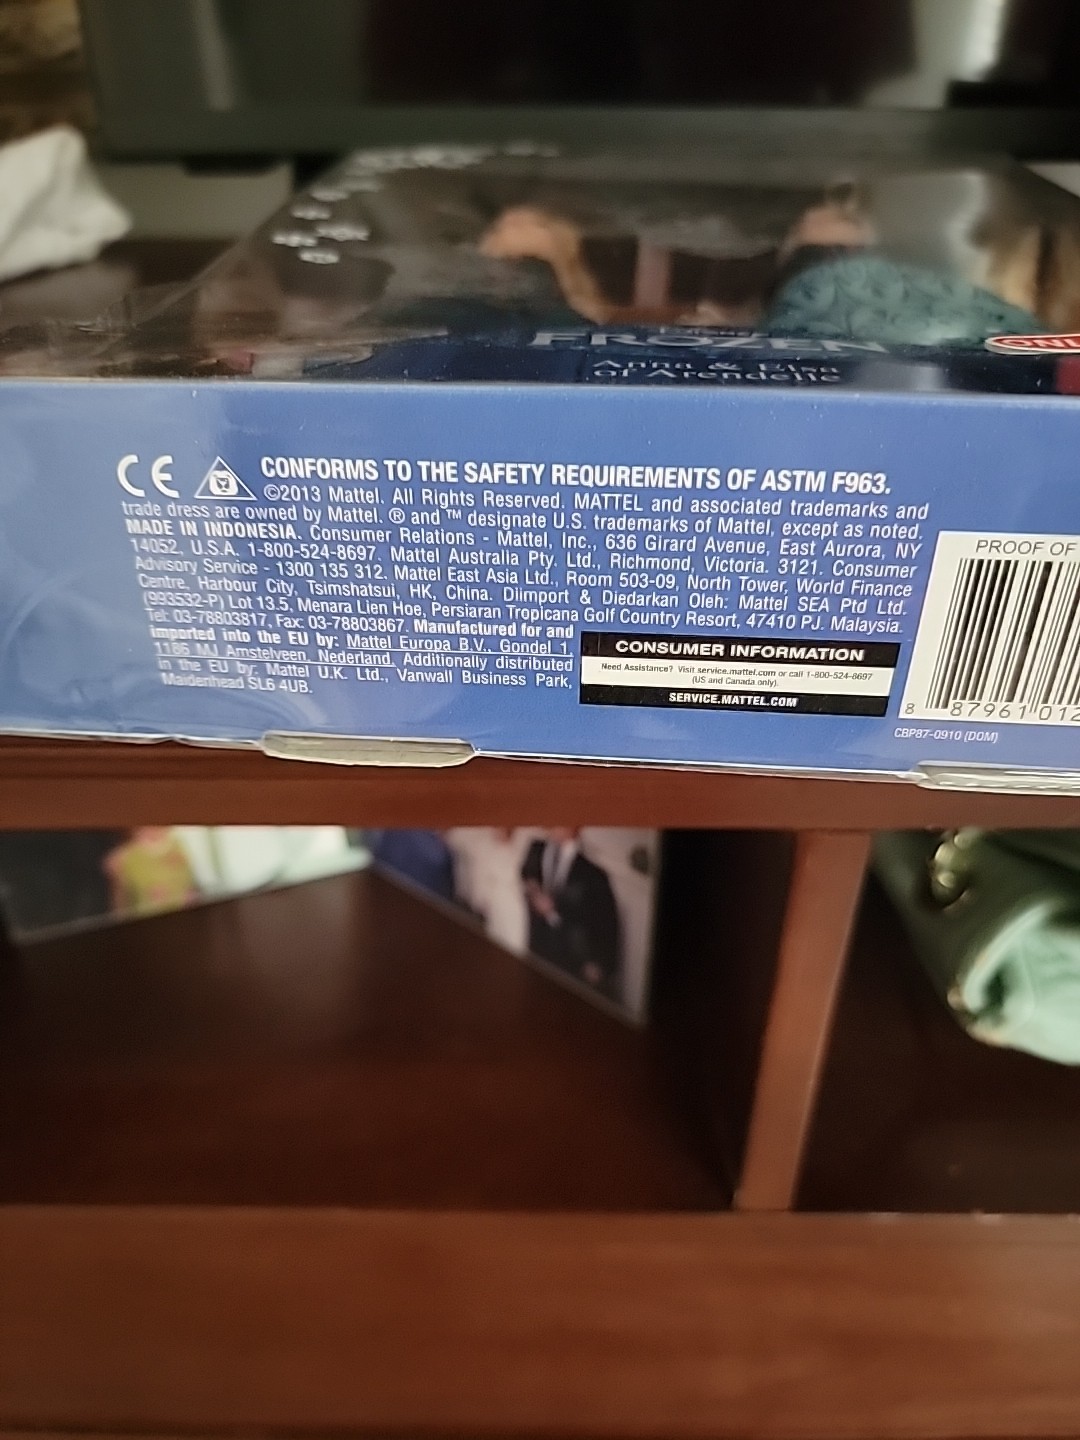 FROZEN
Anna & Elsa
of Arendelle
CE
CONFORMS TO THE SAFETY REQUIREMENTS OF ASTM F963.
©2013 Mattel. All Rights Reserved. MATTEL and associated trademarks and
trade dress are owned by Mattel. ® and ™ designate U.S. trademarks of Mattel, except as noted.
MADE IN INDONESIA. Consumer Relations - Mattel, Inc., 636 Girard Avenue, East Aurora, NY
14052, U.S.A. 1-800-524-8697. Mattel Australia Pty. Ltd., Richmond, Victoria. 3121. Consumer
Advisory Service - 1300 135 312. Mattel East Asia Ltd., Room 503-09, North Tower, World Finance
Centre, Harbour City, Tsimshatsui, HK, China. Diimport & Diedarkan Oleh: Mattel SEA Ptd Ltd.
(993532-P) Lot 13.5, Menara Lien Hoe, Persiaran Tropicana Golf Country Resort, 47410 PJ. Malaysia.
Tel: 03-78803817, Fax: 03-78803867. Manufactured for and
imported into the EU by: Mattel Europa B.V., Gondel 1,
1186 MJ Amstelveen, Nederland. Additionally distributed
in the EU by: Mattel U.K. Ltd., Vanwall Business Park,
Maidenhead SL6 4UB.
CONSUMER INFORMATION
Need Assistance? Visit service.mattel.com or call 1-800-524-8697
(US and Canada only).
SERVICE.MATTEL.COM
PROOF OF
8 87961 012
CBP87-0910 (DOM)